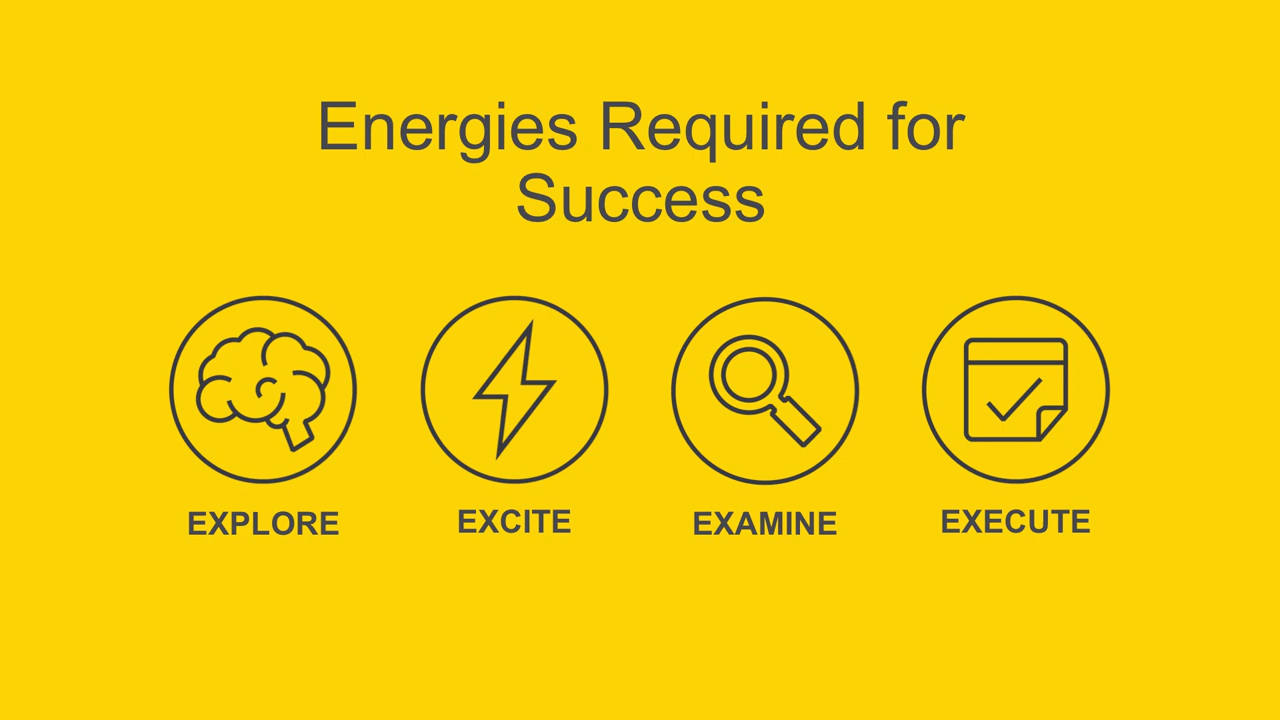 Energies Required for
Success
EXPLORE
EXCITE
EXAMINE
EXECUTE